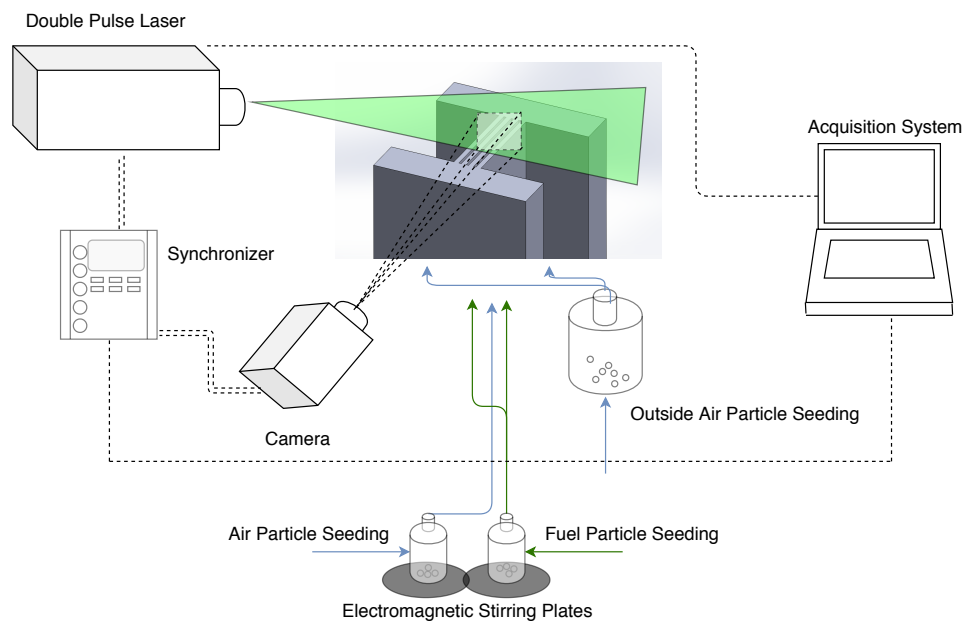 Double Pulse Laser
Acquisition System
Synchronizer
Outside Air Particle Seeding
Camera
Air Particle Seeding
Fuel Particle Seeding
Electromagnetic Stirring Plates